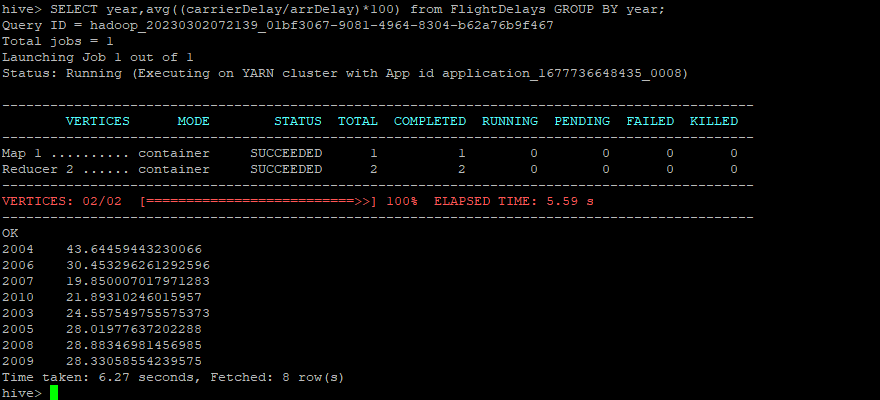 hive> SELECT year,avg((carrierDelay/arrDelay)*100) from FlightDelays GROUP BY year;
Query ID = hadoop_20230302072139_01bf3067-9081-4964-8304-b62a76b9f467
Total jobs = 1
Launching Job 1 out of 1
Status: Running (Executing on YARN cluster with App id application_1677736648435_0008)
----------------------------------------------------------------------------------------------
        VERTICES      MODE        STATUS  TOTAL  COMPLETED  RUNNING  PENDING  FAILED  KILLED
----------------------------------------------------------------------------------------------
Map 1 .......... container     SUCCEEDED      1          1        0        0       0       0
Reducer 2 ...... container     SUCCEEDED      2          2        0        0       0       0
----------------------------------------------------------------------------------------------
VERTICES: 02/02  [==========================>>] 100%  ELAPSED TIME: 5.59 s
----------------------------------------------------------------------------------------------
OK
2004    43.64459443230066
2006    30.453296261292596
2007    19.850007017971283
2010    21.89310246015957
2003    24.557549755575373
2005    28.01977637202288
2008    28.88346981456985
2009    28.33058554239575
Time taken: 6.27 seconds, Fetched: 8 row(s)
hive>